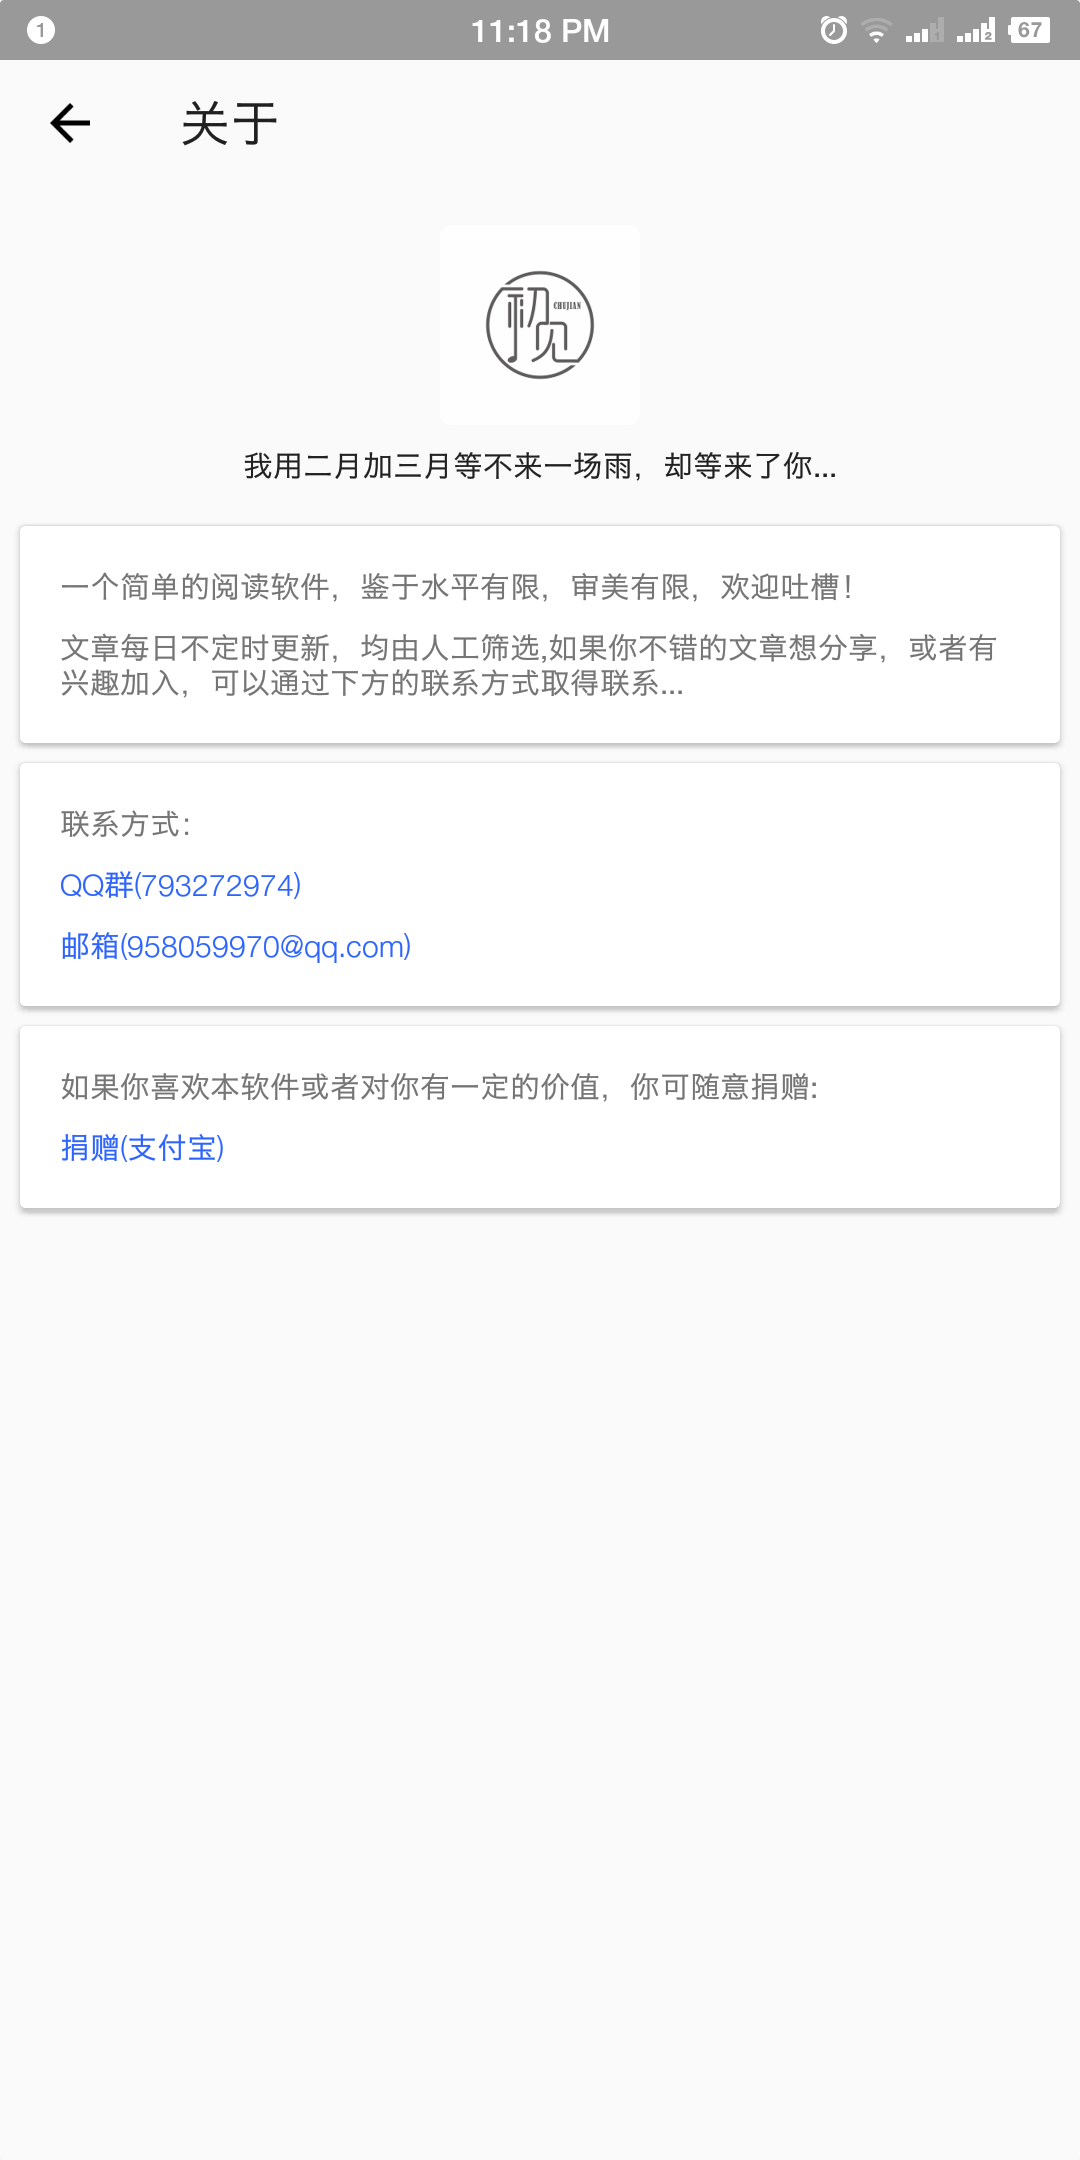 1
11:18 PM
1
2
67
关于
初见
CHUJIAN
我用二月加三月等不来一场雨，却等来了你...
一个简单的阅读软件，鉴于水平有限，审美有限，欢迎吐槽！
文章每日不定时更新，均由人工筛选,如果你不错的文章想分享，或者有
兴趣加入，可以通过下方的联系方式取得联系...
联系方式：
QQ群(793272974)
邮箱(958059970@qq.com)
如果你喜欢本软件或者对你有一定的价值，你可随意捐赠:
捐赠(支付宝)